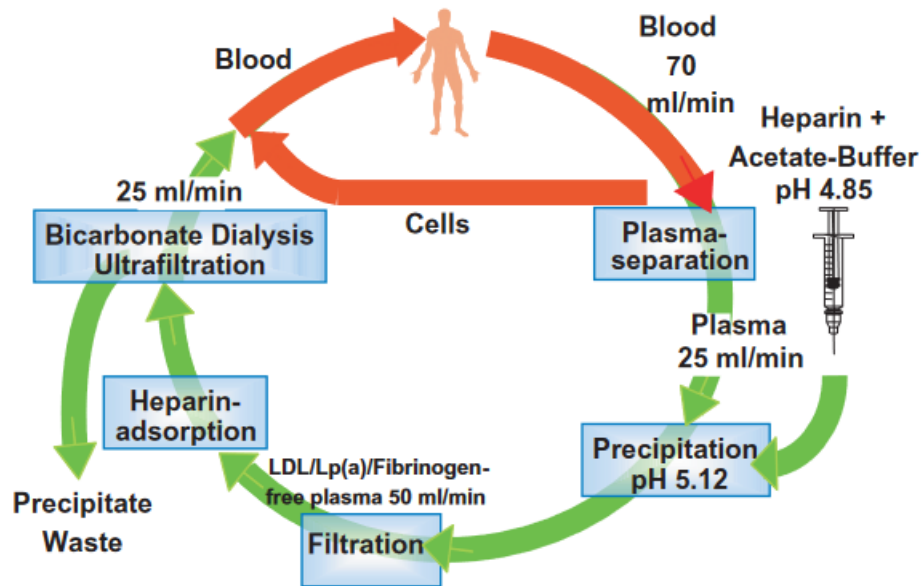 Blood
Blood
70
ml/min
Heparin +
Acetate-Buffer
pH 4.85
25 ml/min
Cells
Bicarbonate Dialysis
Ultrafiltration
Plasma-
separation
Plasma
25 ml/min
Heparin-
adsorption
Precipitation
pH 5.12
LDL/Lp(a)/Fibrinogen-
free plasma 50 ml/min
Precipitate
Waste
Filtration